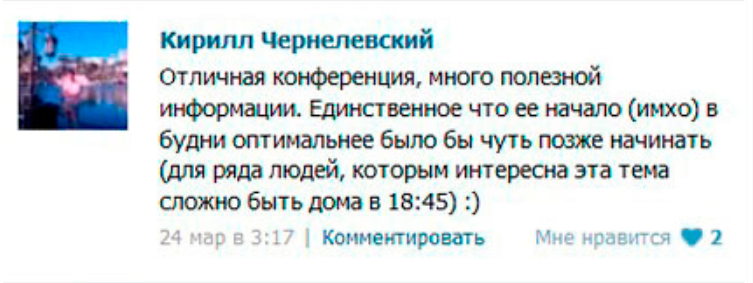 Кирилл Чернелевский
Отличная конференция, много полезной
информации. Единственное что ее начало (имхо) в
будни оптимальнее было бы чуть позже начинать
(для ряда людей, которым интересна эта тема
сложно быть дома в 18:45) :)
24 мар в 3:17 | Комментировать Мне нравится 2